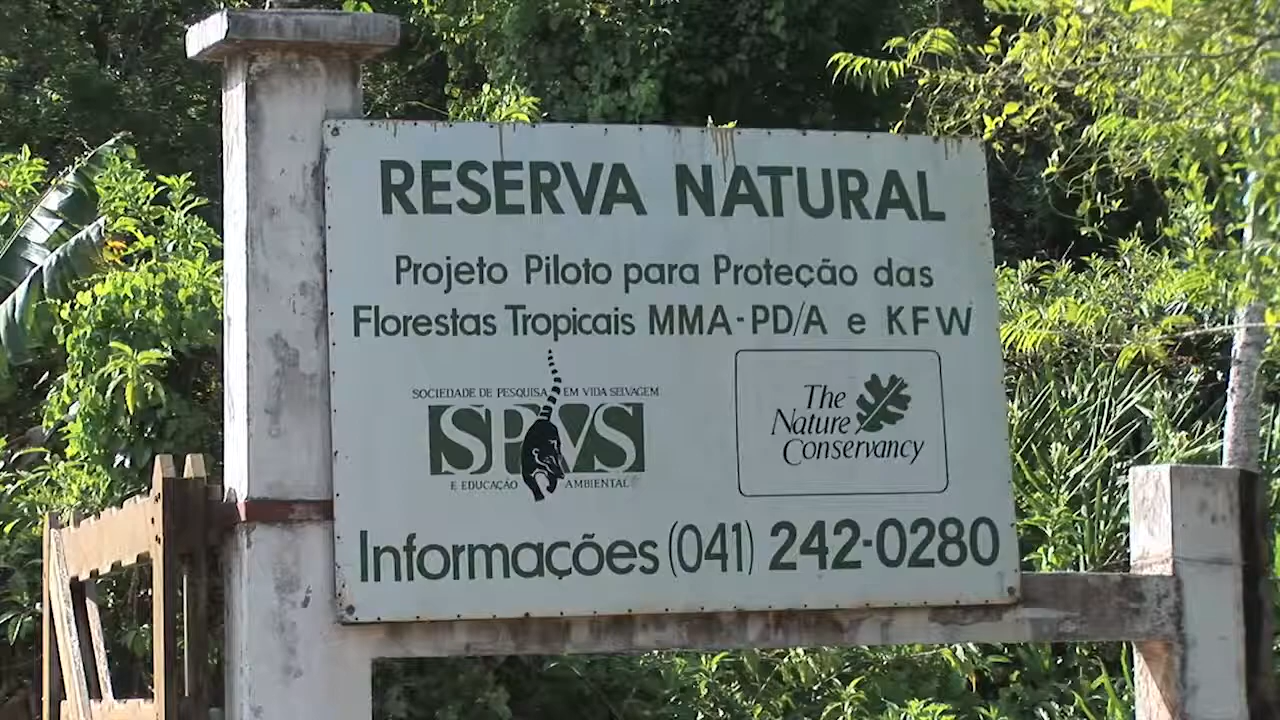 RESERVA NATURAL
Projeto Piloto para Proteção das
Florestas Tropicais MMA-PD/A e KFW
SOCIEDADE DE PESQUISA EM VIDA SELVAGEM
SPVS
E EDUCAÇÃO AMBIENTAL
The
Nature
Conservancy
Informações (041) 242-0280